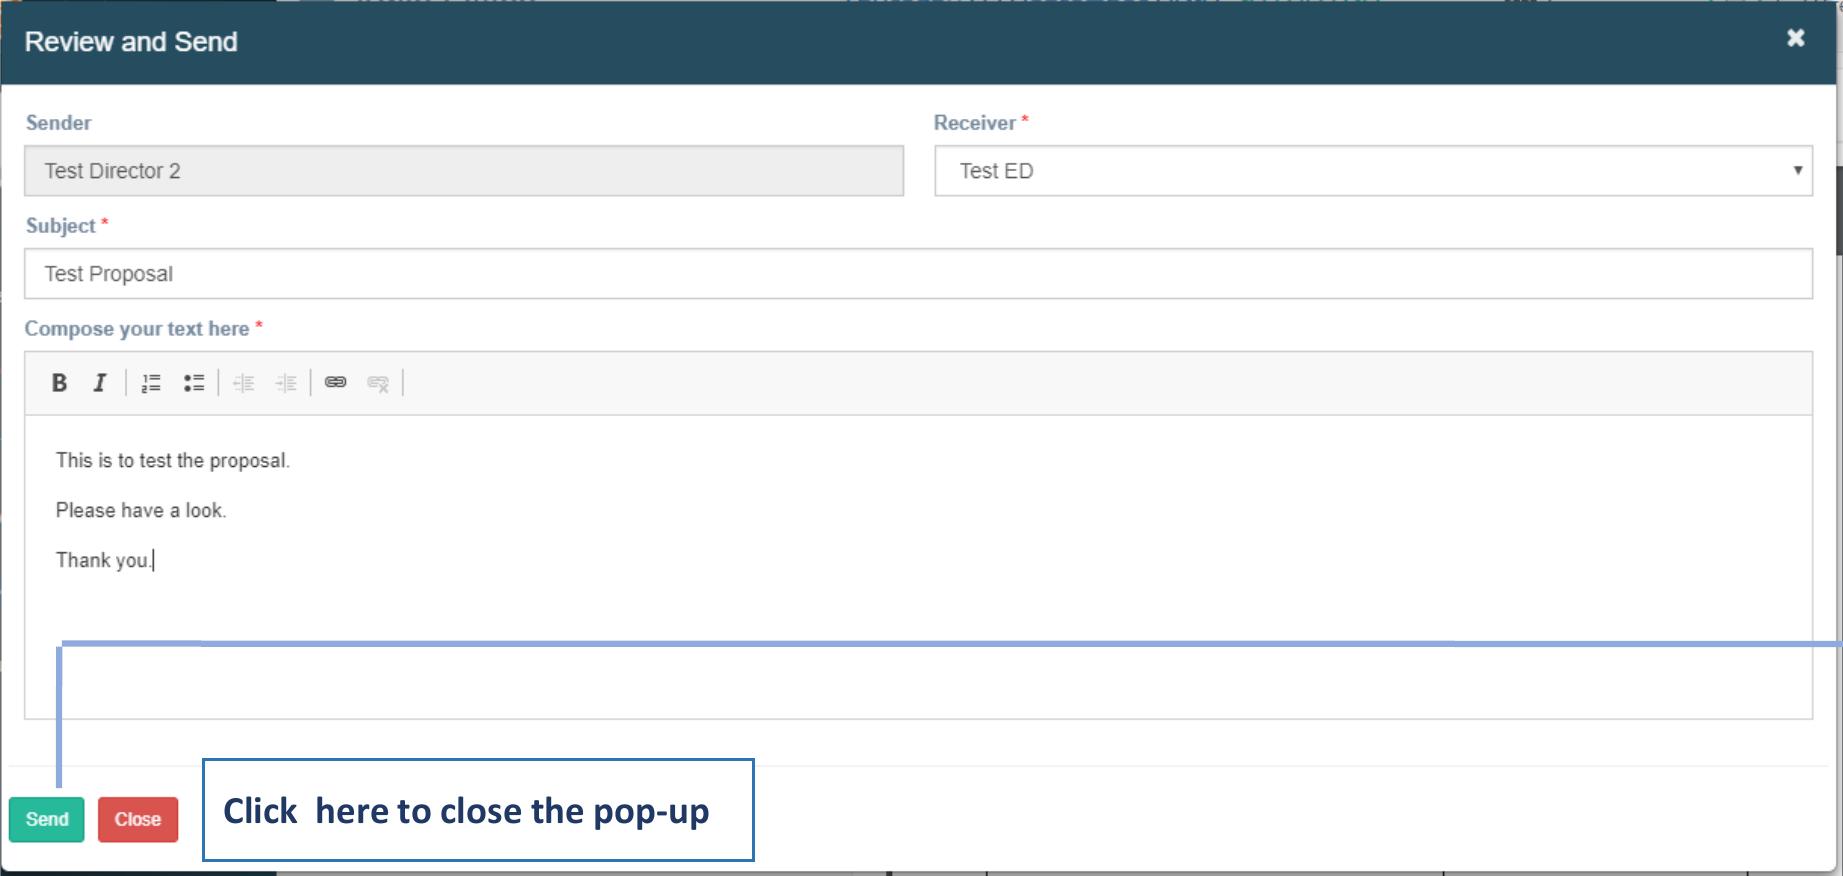 Review and Send
Sender
Receiver *
Test Director 2
Test ED
Subject *
Test Proposal
Compose your text here *
B I
This is to test the proposal.
Please have a look.
Thank you.
Send Close
Click here to close the pop-up